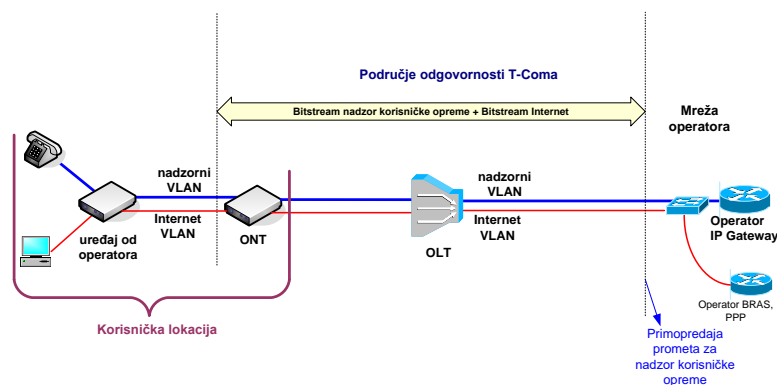 Područje odgovornosti T-Coma
Bitstream nadzor korisničke opreme + Bitstream Internet
Mreža
operatora
nadzorni
VLAN
Internet
VLAN
uređaj od
operatora
ONT
OLT
nadzorni
VLAN
Internet
VLAN
Operator
IP Gateway
Operator BRAS,
PPP
Korisnička lokacija
Primopredaja
prometa za
nadzor korisničke
opreme